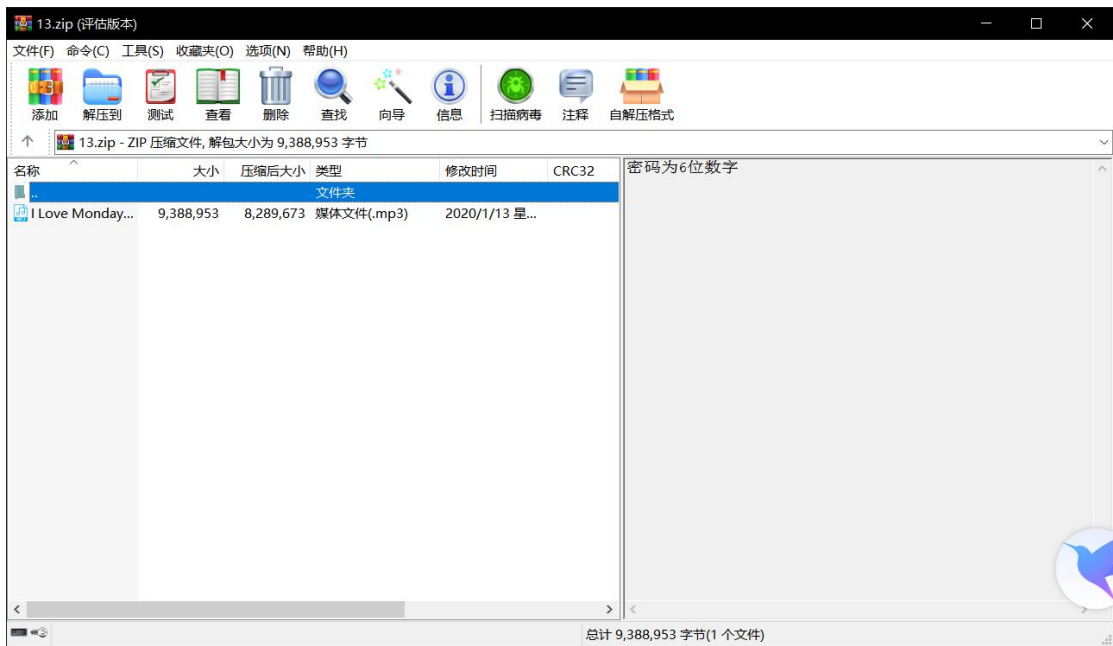 13.zip (评估版本)
文件(F) 命令(C) 工具(S) 收藏夹(O) 选项(N) 帮助(H)
添加 解压到 测试 查看 删除 查找 向导 信息 扫描病毒 注释 自解压格式
13.zip - ZIP 压缩文件, 解包大小为 9,388,953 字节
名称 大小 压缩后大小 类型 修改时间 CRC32
密码为6位数字
.. 文件夹
I Love Monday... 9,388,953 8,289,673 媒体文件(.mp3) 2020/1/13 星...
总计 9,388,953 字节(1 个文件)